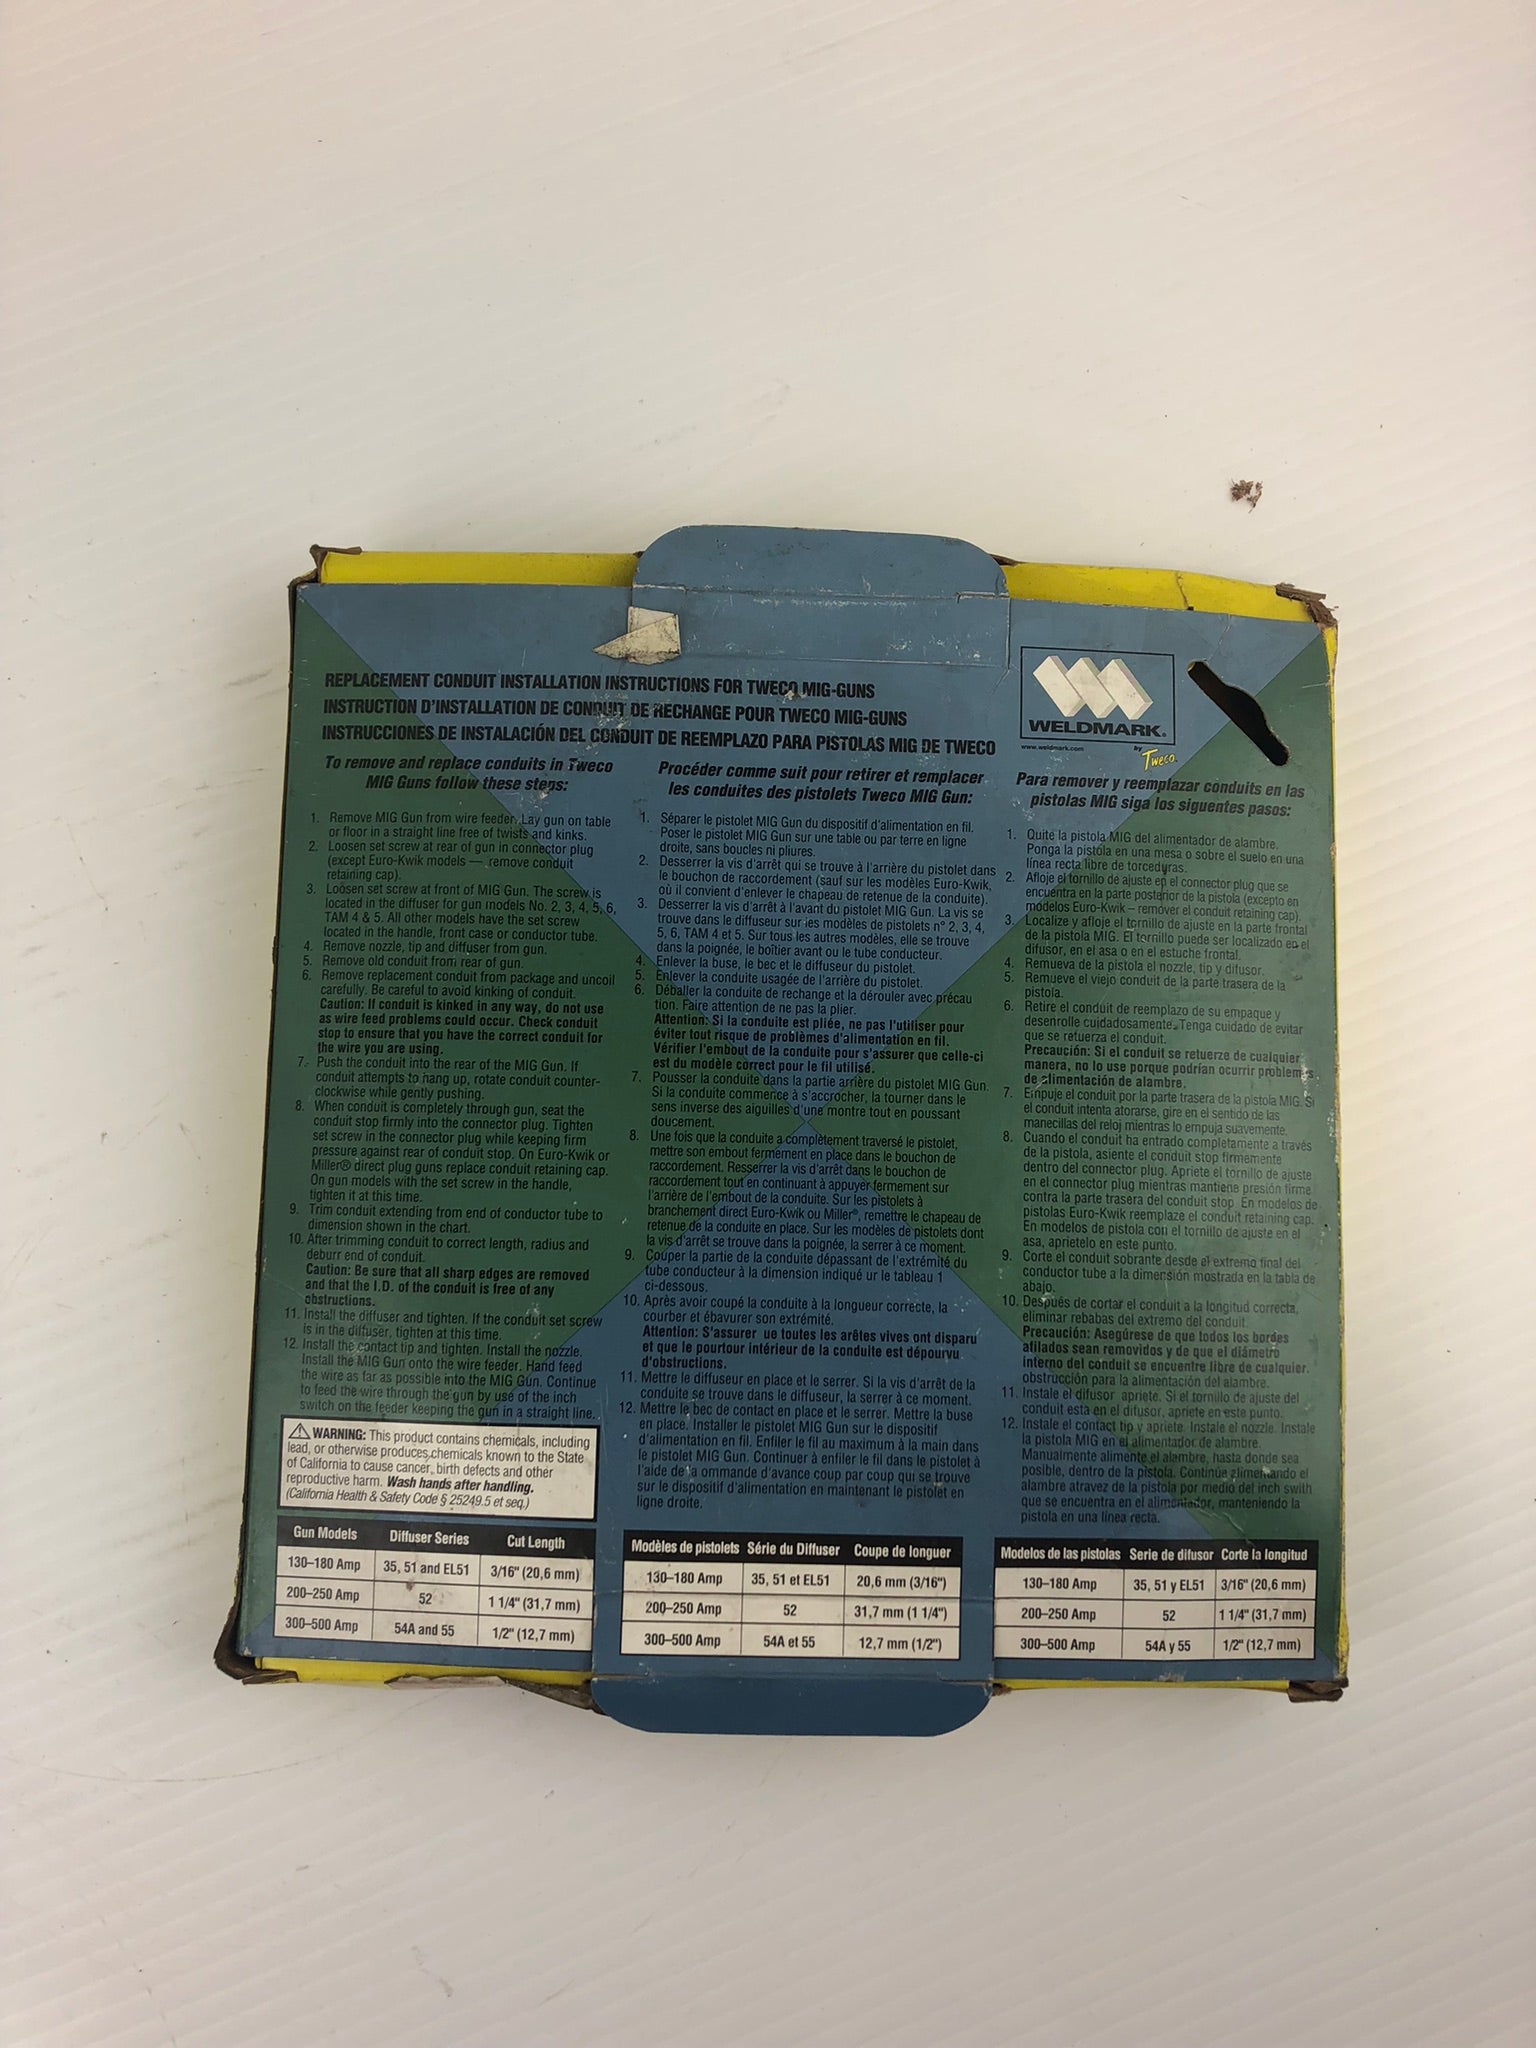 REPLACEMENT CONDUIT INSTALLATION INSTRUCTIONS FOR TWECO MIG-GUNS
INSTRUCTION D'INSTALLATION DE CONDUIT DE RECHANGE POUR TWECO MIG-GUNS
INSTRUCCIONES DE INSTALACIÓN DEL CONDUIT DE REEMPLAZO PARA PISTOLAS MIG DE TWECO
WELDMARK®
www.weldmark.com
by Tweco.
To remove and replace conduits in Tweco
MIG Guns follow these steps:
1. Remove MIG Gun from wire feeder. Lay gun on table
or floor in a straight line free of twists and kinks.
2. Loosen set screw at rear of gun in connector plug
(except Euro-Kwik models — remove conduit
retaining cap).
3. Loosen set screw at front of MIG Gun. The screw is
located in the diffuser for gun models No. 2, 3, 4, 5, 6,
TAM 4 & 5. All other models have the set screw
located in the handle, front case or conductor tube.
4. Remove nozzle, tip and diffuser from gun.
5. Remove old conduit from rear of gun.
6. Remove replacement conduit from package and uncoil
carefully. Be careful to avoid kinking of conduit.
Caution: If conduit is kinked in any way, do not use
as wire feed problems could occur. Check conduit
stop to ensure that you have the correct conduit for
the wire you are using.
7. Push the conduit into the rear of the MIG Gun. If
conduit attempts to hang up, rotate conduit counter-
clockwise while gently pushing.
8. When conduit is completely through gun, seat the
conduit stop firmly into the connector plug. Tighten
set screw in the connector plug while keeping firm
pressure against rear of conduit stop. On Euro-Kwik or
Miller® direct plug guns replace conduit retaining cap.
On gun models with the set screw in the handle,
tighten it at this time.
9. Trim conduit extending from end of conductor tube to
dimension shown in the chart.
10. After trimming conduit to correct length, radius and
deburr end of conduit.
Caution: Be sure that all sharp edges are removed
and that the I.D. of the conduit is free of any
obstructions.
11. Install the diffuser and tighten. If the conduit set screw
is in the diffuser, tighten at this time.
12. Install the contact tip and tighten. Install the nozzle.
Install the MIG Gun onto the wire feeder. Hand feed
the wire as far as possible into the MIG Gun. Continue
to feed the wire through the gun by use of the inch
switch on the feeder keeping the gun in a straight line.
⚠ WARNING: This product contains chemicals, including
lead, or otherwise produces chemicals known to the State
of California to cause cancer, birth defects and other
reproductive harm. Wash hands after handling.
(California Health & Safety Code § 25249.5 et seq.)
Gun Models Diffuser Series Cut Length
130–180 Amp 35, 51 and EL51 3/16" (20,6 mm)
200–250 Amp 52 1 1/4" (31,7 mm)
300–500 Amp 54A and 55 1/2" (12,7 mm)
Procéder comme suit pour retirer et remplacer
les conduites des pistolets Tweco MIG Gun:
1. Séparer le pistolet MIG Gun du dispositif d'alimentation en fil.
Poser le pistolet MIG Gun sur une table ou par terre en ligne
droite, sans boucles ni pliures.
2. Desserrer la vis d'arrêt qui se trouve à l'arrière du pistolet dans
le bouchon de raccordement (sauf sur les modèles Euro-Kwik,
où il convient d'enlever le chapeau de retenue de la conduite).
3. Desserrer la vis d'arrêt à l'avant du pistolet MIG Gun. La vis se
trouve dans le diffuseur sur les modèles de pistolets n° 2, 3, 4,
5, 6, TAM 4 et 5. Sur tous les autres modèles, elle se trouve
dans la poignée, le boîtier avant ou le tube conducteur.
4. Enlever la buse, le bec et le diffuseur du pistolet.
5. Enlever la conduite usagée de l'arrière du pistolet.
6. Déballer la conduite de rechange et la dérouler avec précau
tion. Faire attention de ne pas la plier.
Attention: Si la conduite est pliée, ne pas l'utiliser pour
éviter tout risque de problèmes d'alimentation en fil.
Vérifier l'embout de la conduite pour s'assurer que celle-ci
est du modèle correct pour le fil utilisé.
7. Pousser la conduite dans la partie arrière du pistolet MIG Gun.
Si la conduite commence à s'accrocher, la tourner dans le
sens inverse des aiguilles d'une montre tout en poussant
doucement.
8. Une fois que la conduite a complètement traversé le pistolet,
mettre son embout fermement en place dans le bouchon de
raccordement. Resserrer la vis d'arrêt dans le bouchon de
raccordement tout en continuant à appuyer fermement sur
l'arrière de l'embout de la conduite. Sur les pistolets à
branchement direct Euro-Kwik ou Miller®, remettre le chapeau de
retenue de la conduite en place. Sur les modèles de pistolets dont
la vis d'arrêt se trouve dans la poignée, la serrer à ce moment.
9. Couper la partie de la conduite dépassant de l'extrémité du
tube conducteur à la dimension indiqué ur le tableau 1
ci-dessous.
10. Après avoir coupé la conduite à la longueur correcte, la
courber et ébavurer son extrémité.
Attention: S'assurer ue toutes les arêtes vives ont disparu
et que le pourtour intérieur de la conduite est dépourvu
d'obstructions.
11. Mettre le diffuseur en place et le serrer. Si la vis d'arrêt de la
conduite se trouve dans le diffuseur, la serrer à ce moment.
12. Mettre le bec de contact en place et le serrer. Mettre la buse
en place. Installer le pistolet MIG Gun sur le dispositif
d'alimentation en fil. Enfiler le fil au maximum à la main dans
le pistolet MIG Gun. Continuer à enfiler le fil dans le pistolet à
l'aide de la ommande d'avance coup par coup qui se trouve
sur le dispositif d'alimentation en maintenant le pistolet en
ligne droite.
Modèles de pistolets Série du Diffuser Coupe de longuer
130–180 Amp 35, 51 et EL51 20,6 mm (3/16")
200–250 Amp 52 31,7 mm (1 1/4")
300–500 Amp 54A et 55 12,7 mm (1/2")
Para remover y reemplazar conduits en las
pistolas MIG siga los siguentes pasos:
1. Quite la pistola MIG del alimentador de alambre.
Ponga la pistola en una mesa o sobre el suelo en una
línea recta libre de torceduras.
2. Afloje el tornillo de ajuste en el connector plug que se
encuentra en la parte posterior de la pistola (excepto en
modelos Euro-Kwik – remover el conduit retaining cap).
3. Localize y afloje el tornillo de ajuste en la parte frontal
de la pistola MIG. El tornillo puede ser localizado en el
difusor, en el asa o en el estuche frontal.
4. Remueva de la pistola el nozzle, tip y difusor.
5. Remueve el viejo conduit de la parte trasera de la
pistola.
6. Retire el conduit de reemplazo de su empaque y
desenrolle cuidadosamente. Tenga cuidado de evitar
que se retuerza el conduit.
Precaución: Si el conduit se retuerze de cualquier
manera, no lo use porque podrían ocurrir problemas
de alimentación de alambre.
7. Empuje el conduit por la parte trasera de la pistola MIG. Si
el conduit intenta atorarse, gire en el sentido de las
manecillas del reloj mientras lo empuja suavemente.
8. Cuando el conduit ha entrado completamente a través
de la pistola, asiente el conduit stop firmemente
dentro del connector plug. Apriete el tornillo de ajuste
en el connector plug mientras mantiene presión firme
contra la parte trasera del conduit stop. En modelos de
pistolas Euro-Kwik reemplaze el conduit retaining cap.
En modelos de pistola con el tornillo de ajuste en el
asa, aprietelo en este punto.
9. Corte el conduit sobrante desde el extremo final del
conductor tube a la dimensión mostrada en la tabla de
abajo.
10. Después de cortar el conduit a la longitud correcta,
eliminar rebabas del extremo del conduit.
Precaución: Asegúrese de que todos los bordes
afilados sean removidos y de que el diámetro
interno del conduit se encuentre libre de cualquier.
obstrucción para la alimentación del alambre.
11. Instale el difusor apriete. Si el tornillo de ajuste del
conduit esta en el difusor, apriete en este punto.
12. Instale el contact tip y apriete. Instale el nozzle. Instale
la pistola MIG en el alimentador de alambre.
Manualmente alimente el alambre, hasta donde sea
posible, dentro de la pistola. Continue alimentando el
alambre atravez de la pistola por medio del inch swith
que se encuentra en el alimentador, manteniendo la
pistola en una línea recta.
Modelos de las pistolas Serie de difusor Corte la longitud
130–180 Amp 35, 51 y EL51 3/16" (20,6 mm)
200–250 Amp 52 1 1/4" (31,7 mm)
300–500 Amp 54A y 55 1/2" (12,7 mm)